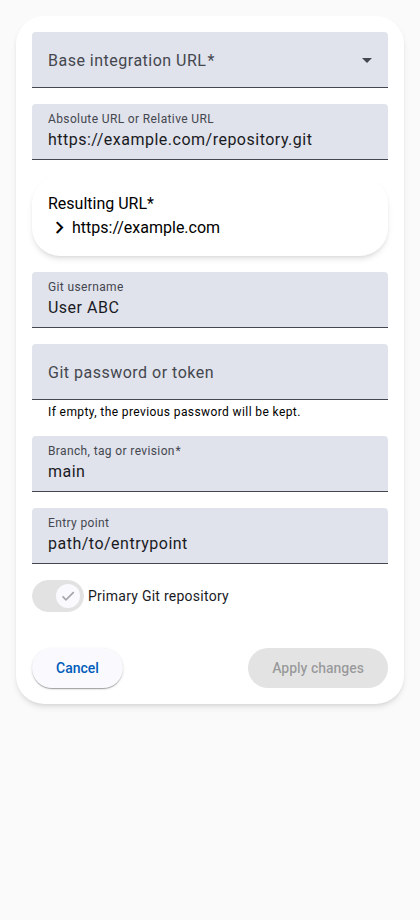 Base integration URL*
Absolute URL or Relative URL
https://example.com/repository.git
Resulting URL*
https://example.com
Git username
User ABC
Git password or token
If empty, the previous password will be kept.
Branch, tag or revision*
main
Entry point
path/to/entrypoint
Primary Git repository
Cancel
Apply changes